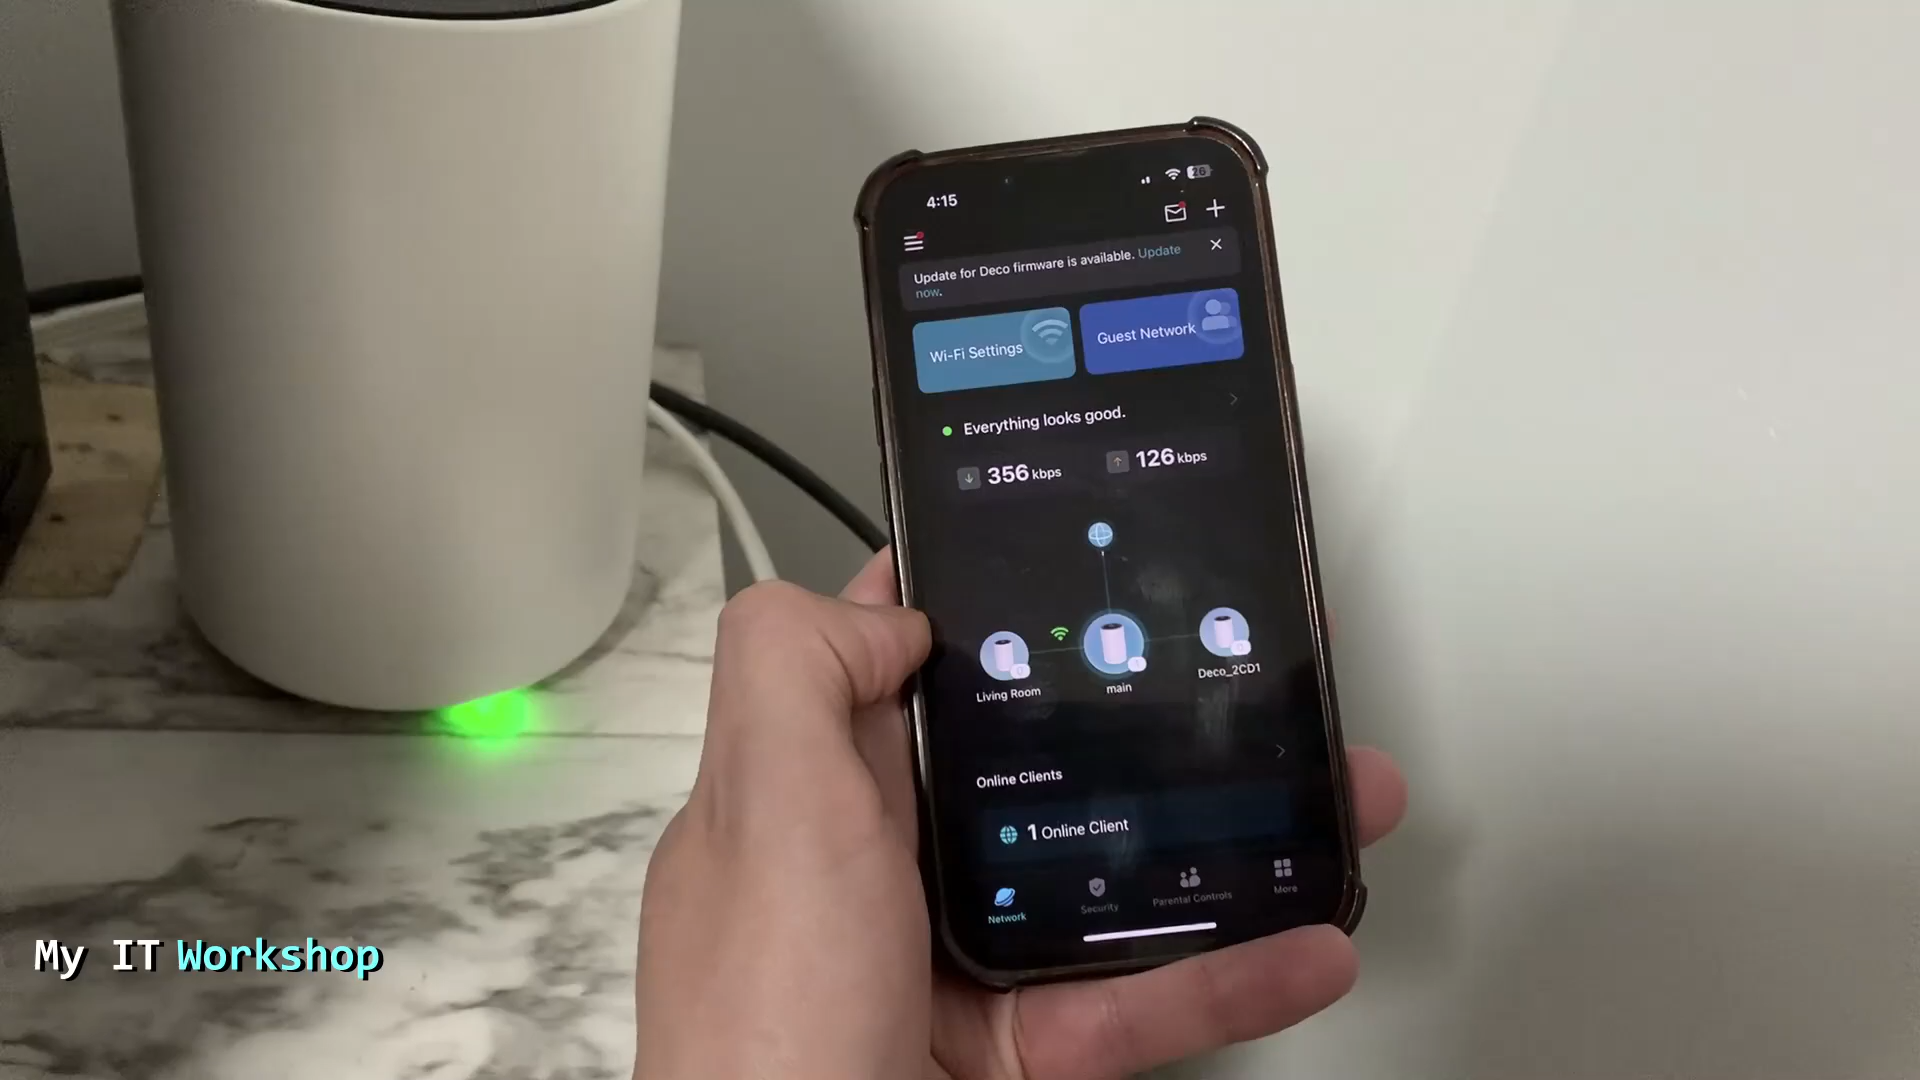 4:15
26
Update for Deco firmware is available. Update
now.
Wi-Fi Settings
Guest Network
Everything looks good.
356 kbps
126 kbps
Living Room
main
Deco_2CD1
Online Clients
1 Online Client
Network
Security
Parental Controls
More
My IT Workshop